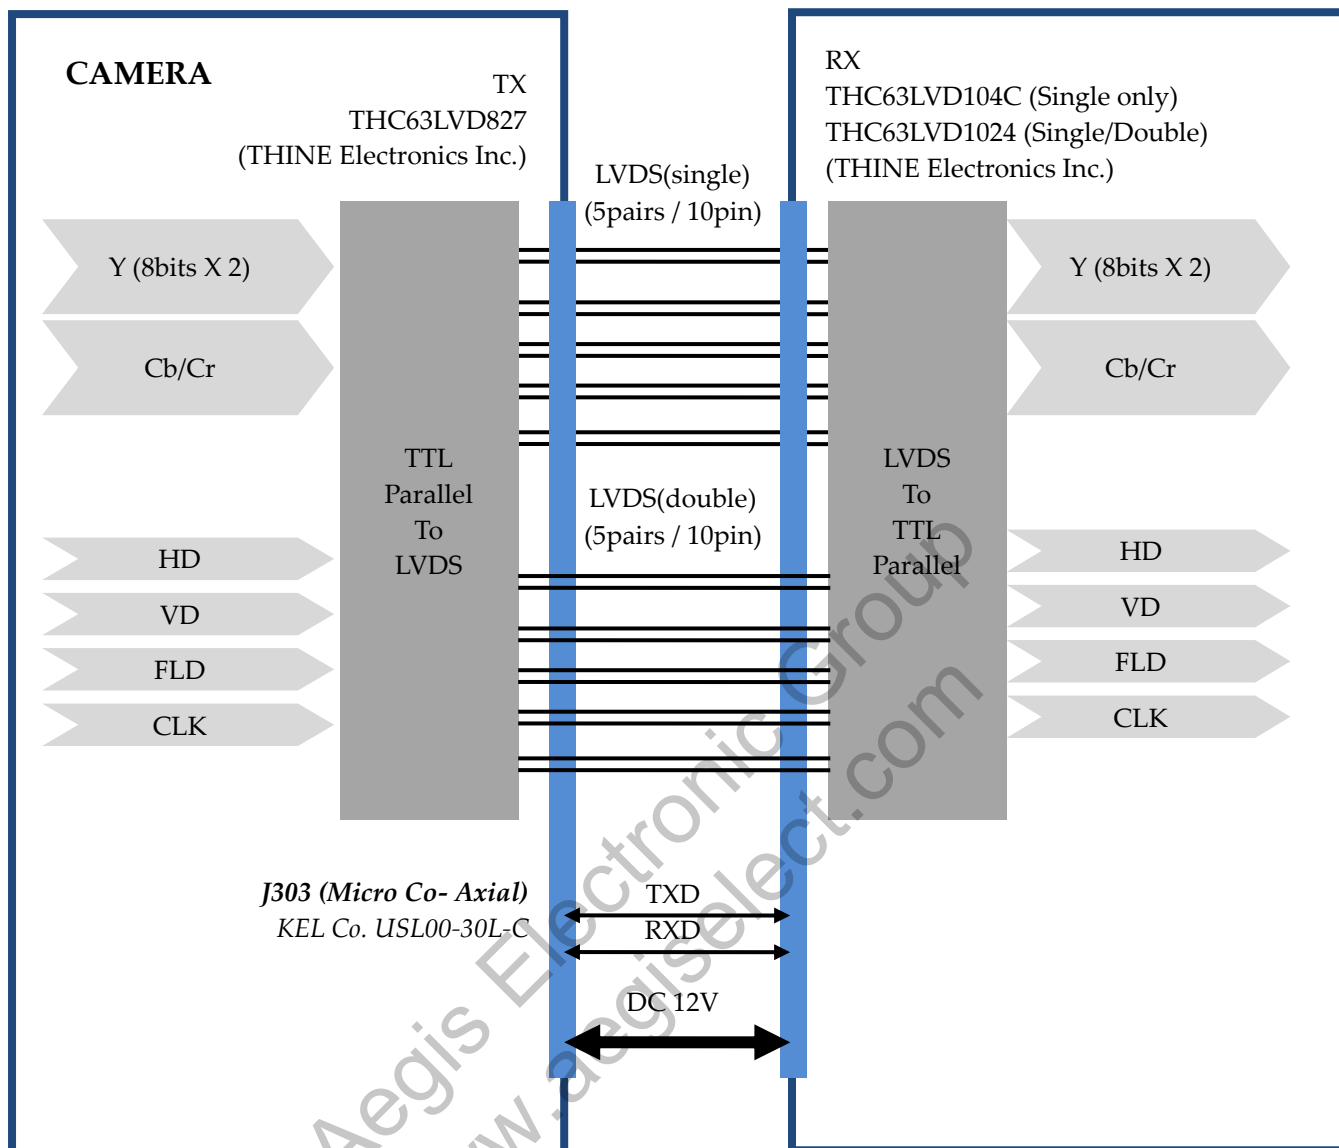 CAMERA
TX
THC63LVD827
(THINE Electronics Inc.)
RX
THC63LVD104C (Single only)
THC63LVD1024 (Single/Double)
(THINE Electronics Inc.)
LVDS(single)
(5pairs / 10pin)
Y (8bits X 2)
Cb/Cr
HD
VD
FLD
CLK
TTL
Parallel
To
LVDS
LVDS(double)
(5pairs / 10pin)
LVDS
To
TTL
Parallel
Y (8bits X 2)
Cb/Cr
HD
VD
FLD
CLK
J303 (Micro Co- Axial)
KEL Co. USL00-30L-C
TXD
RXD
DC 12V
Aegis Electronic Group
www.aegiselect.com